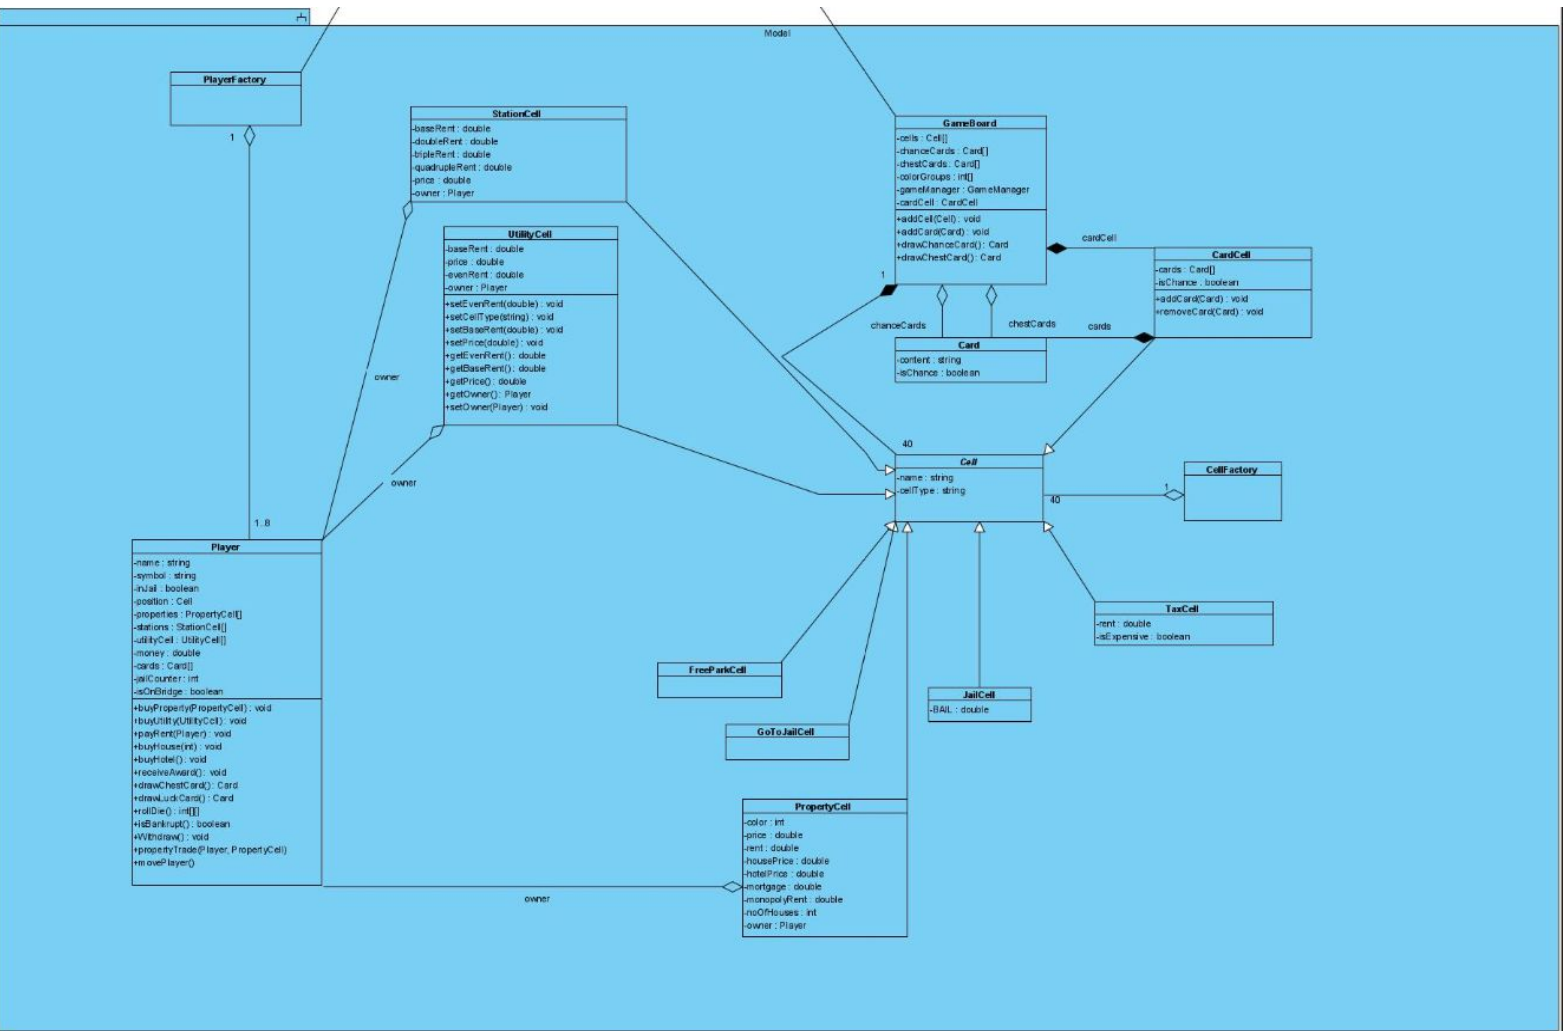 Model
PlayerFactory
1
1..8
StationCell
-baseRent : double
-doubleRent : double
-tripleRent : double
-quadrupleRent : double
-price : double
-owner : Player
UtilityCell
-baseRent : double
-price : double
-evenRent : double
-owner : Player
+setEvenRent(double) : void
+setCellType(string) : void
+setBaseRent(double) : void
+setPrice(double) : void
+getEvenRent() : double
+getBaseRent() : double
+getPrice() : double
+getOwner() : Player
+setOwner(Player) : void
owner
owner
GameBoard
-cells : Cell[]
-chanceCards : Card[]
-chestCards : Card[]
-colorGroups : int[]
-gameManager : GameManager
-cardCell : CardCell
+addCell(Cell) : void
+addCard(Card) : void
+drawChanceCard() : Card
+drawChestCard() : Card
1
cardCell
CardCell
-cards : Card[]
-isChance : boolean
+addCard(Card) : void
+removeCard(Card) : void
chanceCards
chestCards
cards
Card
-content : string
-isChance : boolean
40
Cell
-name : string
-cellType : string
40
1
CellFactory
Player
-name : string
-symbol : string
-inJail : boolean
-position : Cell
-properties : PropertyCell[]
-stations : StationCell[]
-utilityCell : UtilityCell[]
-money : double
-cards : Card[]
-jailCounter : int
-isOnBridge : boolean
+buyProperty(PropertyCell) : void
+buyUtility(UtilityCell) : void
+payRent(Player) : void
+buyHouse(int) : void
+buyHotel() : void
+receiveAward() : void
+drawChestCard() : Card
+drawLuckCard() : Card
+rollDie() : int[][]
+isBankrupt() : boolean
+Withdraw() : void
+propertyTrade(Player, PropertyCell)
+movePlayer()
TaxCell
-rent : double
-isExpensive : boolean
FreeParkCell
JailCell
-BAIL : double
GoToJailCell
PropertyCell
-color : int
-price : double
-rent : double
-housePrice : double
-hotelPrice : double
-mortgage : double
-monopolyRent : double
-noOfHouses : int
-owner : Player
owner